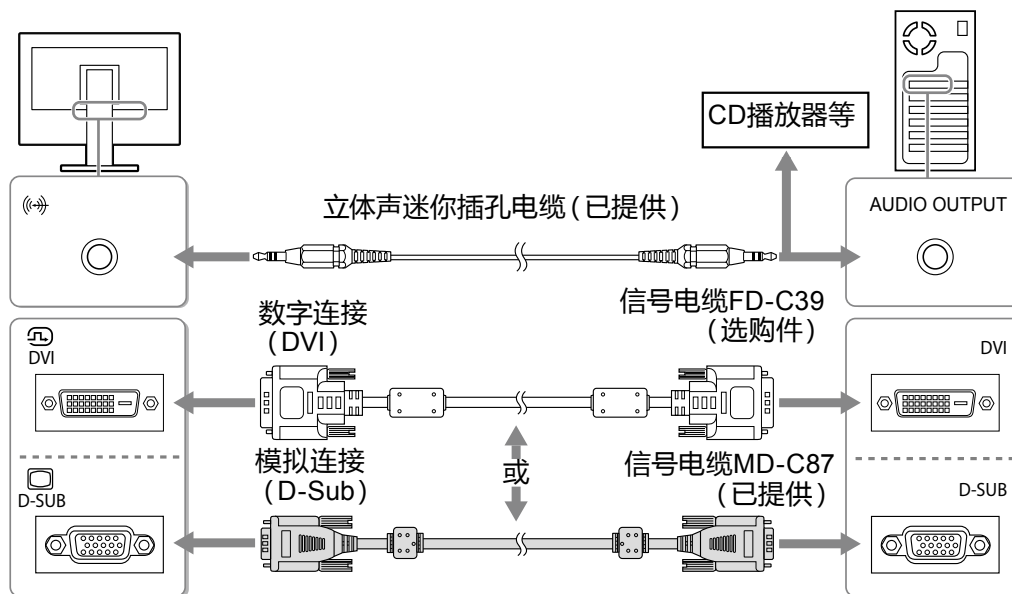 CD播放器等
立体声迷你插孔电缆(已提供)
AUDIO OUTPUT
数字连接
(DVI)
信号电缆FD-C39
(选购件)
DVI
DVI
模拟连接
(D-Sub)
或
信号电缆MD-C87
(已提供)
D-SUB
D-SUB